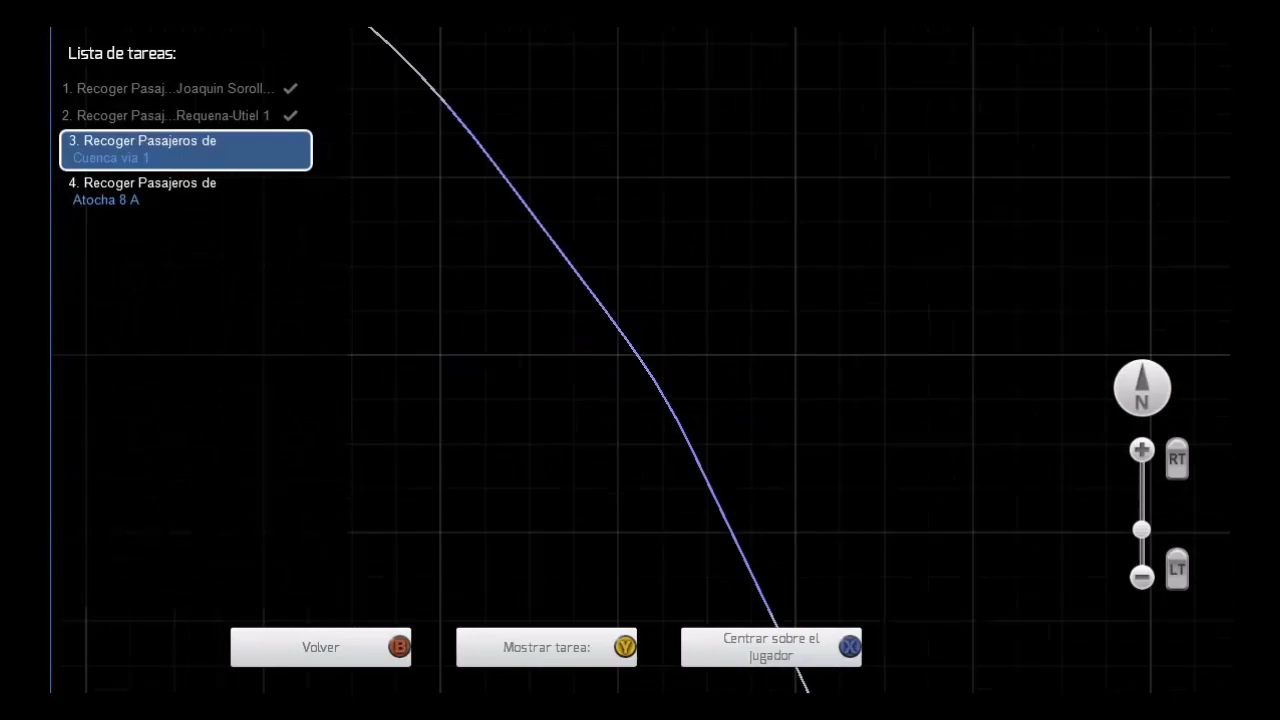 Lista de tareas:
1. Recoger Pasaj...Joaquin Soroll...
2. Recoger Pasaj...Requena-Utiel 1
3. Recoger Pasajeros de
Cuenca vía 1
4. Recoger Pasajeros de
Atocha 8 A
N
RT
LT
Volver B
Mostrar tarea: Y
Centrar sobre el
jugador X